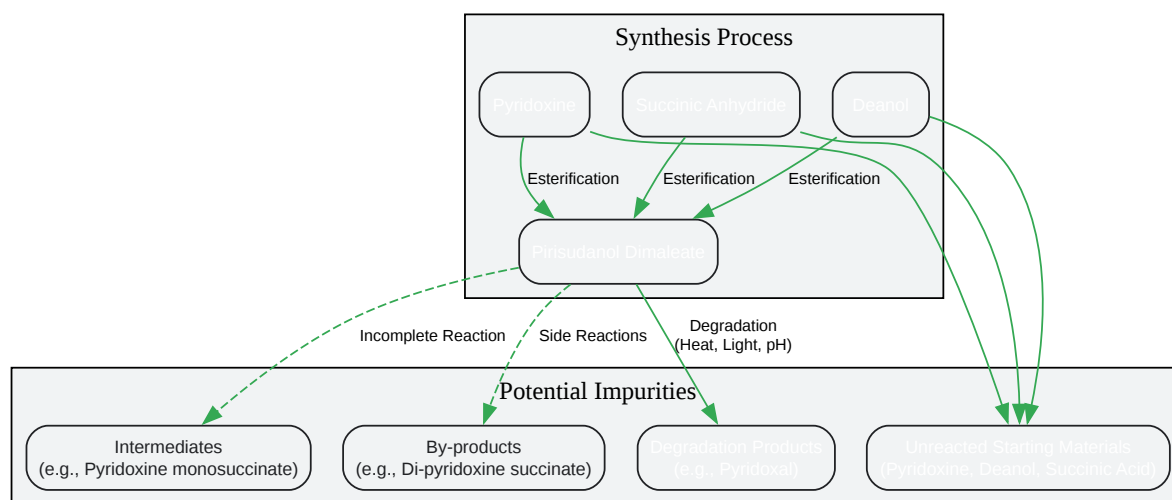 Synthesis Process
Pyridoxine
Succinic Anhydride
Deanol
Esterification
Esterification
Esterification
Pirisudanol Dimaleate
Incomplete Reaction
Side Reactions
Degradation
(Heat, Light, pH)
Potential Impurities
Intermediates
(e.g., Pyridoxine monosuccinate)
By-products
(e.g., Di-pyridoxine succinate)
Degradation Products
(e.g., Pyridoxal)
Unreacted Starting Materials
(Pyridoxine, Deanol, Succinic Acid)